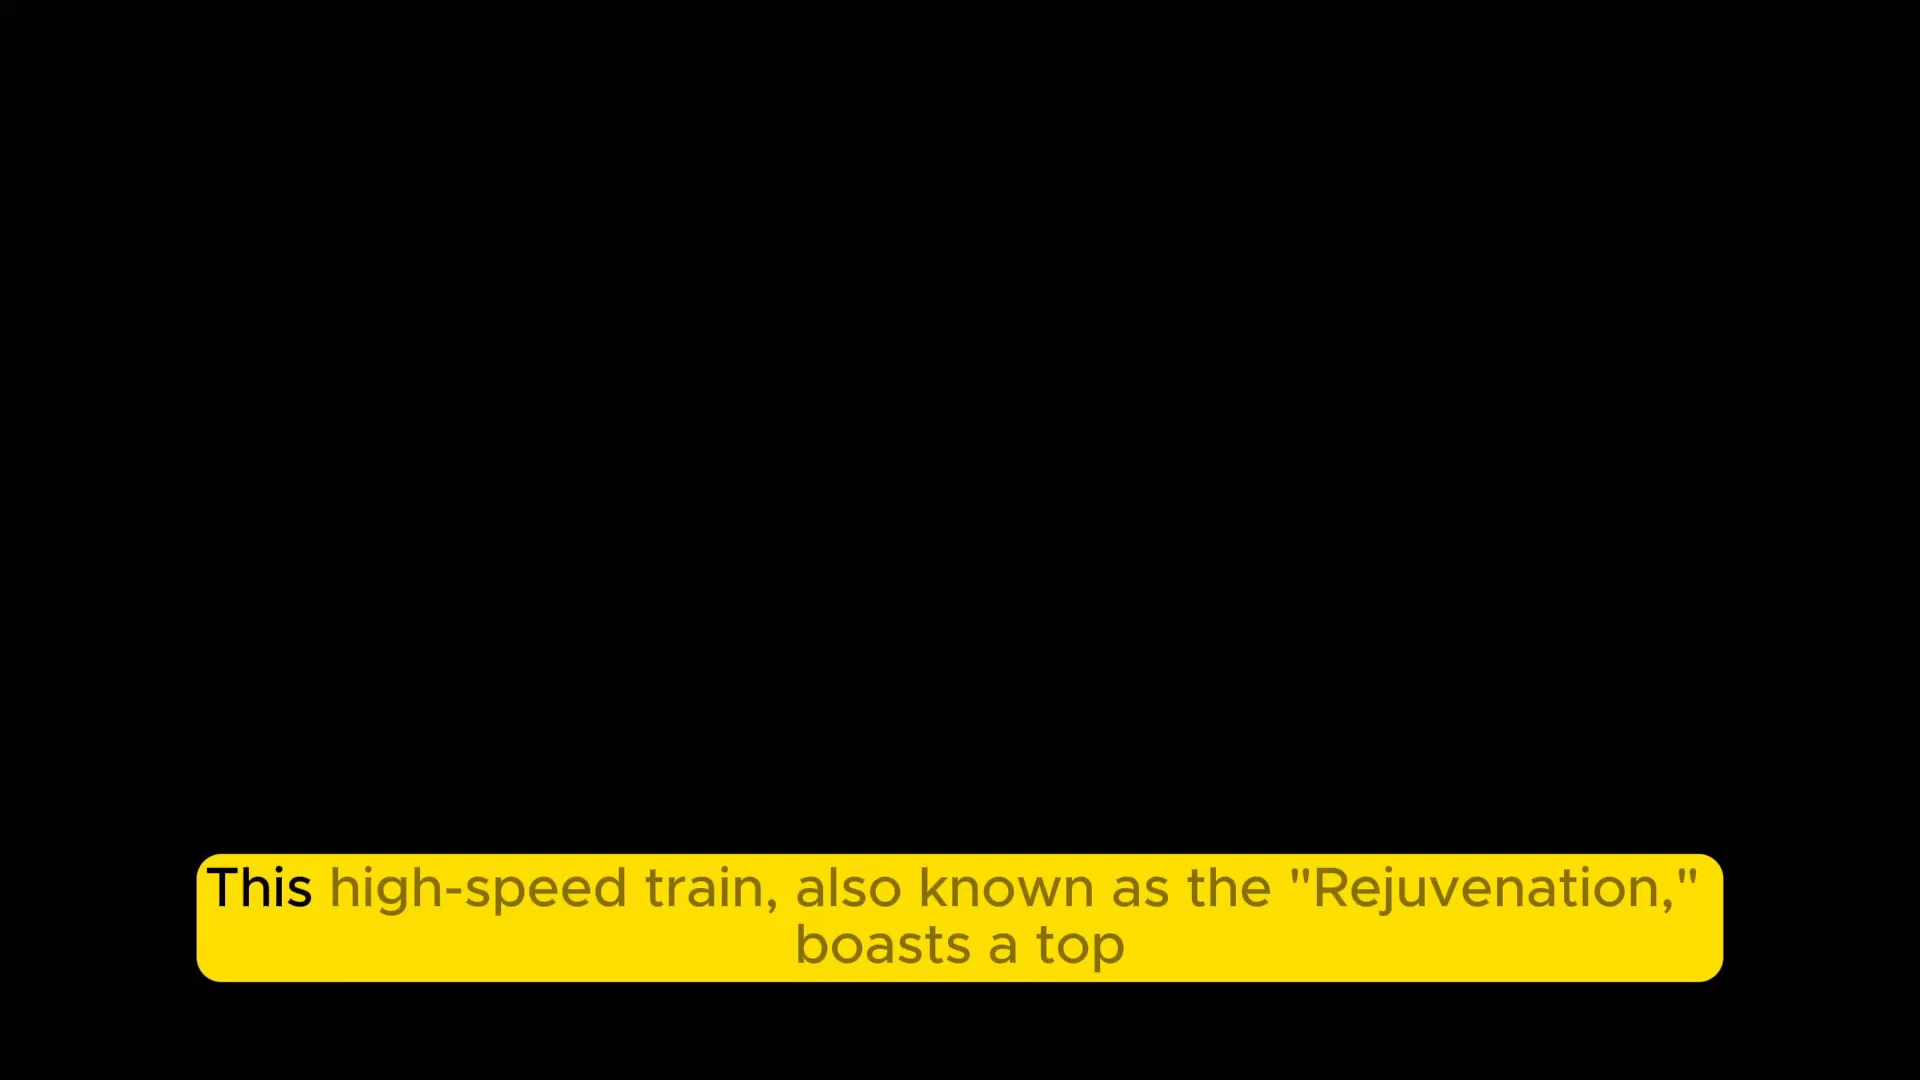 This high-speed train, also known as the "Rejuvenation,"
boasts a top